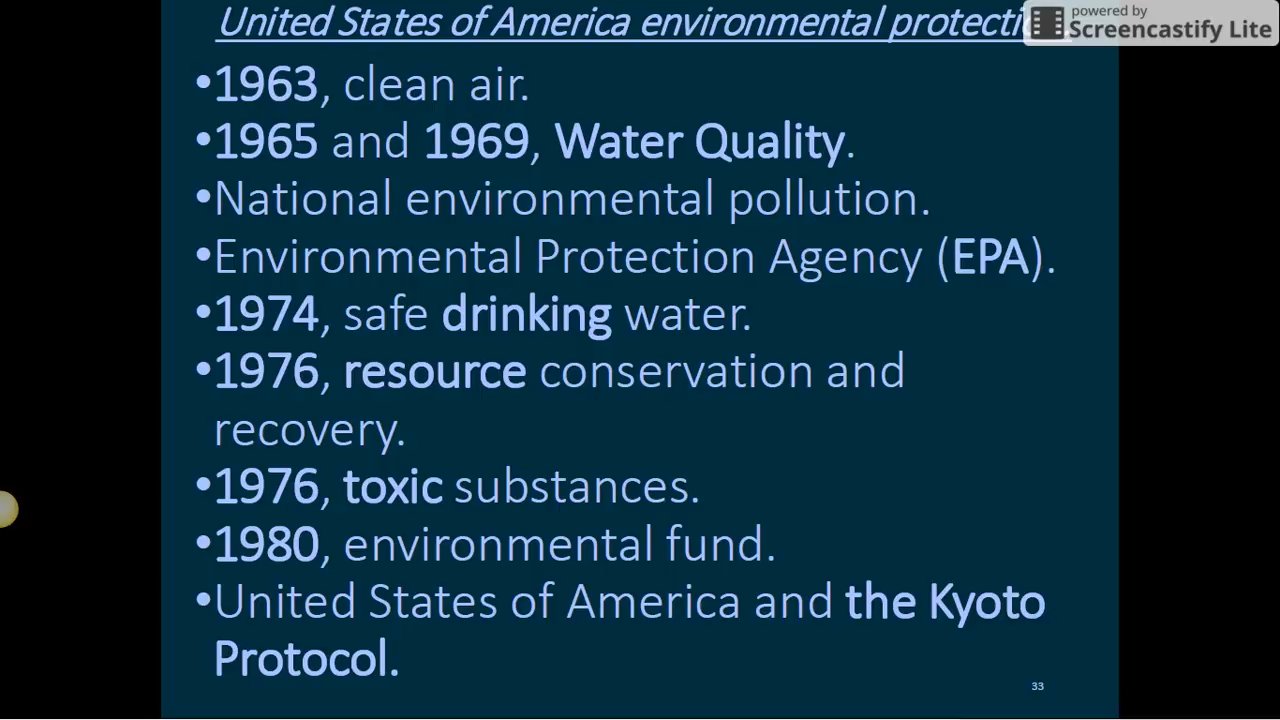 United States of America environmental protecti
powered by
Screencastify Lite
•1963, clean air.
•1965 and 1969, Water Quality.
•National environmental pollution.
•Environmental Protection Agency (EPA).
•1974, safe drinking water.
•1976, resource conservation and
recovery.
•1976, toxic substances.
•1980, environmental fund.
•United States of America and the Kyoto
Protocol.
33